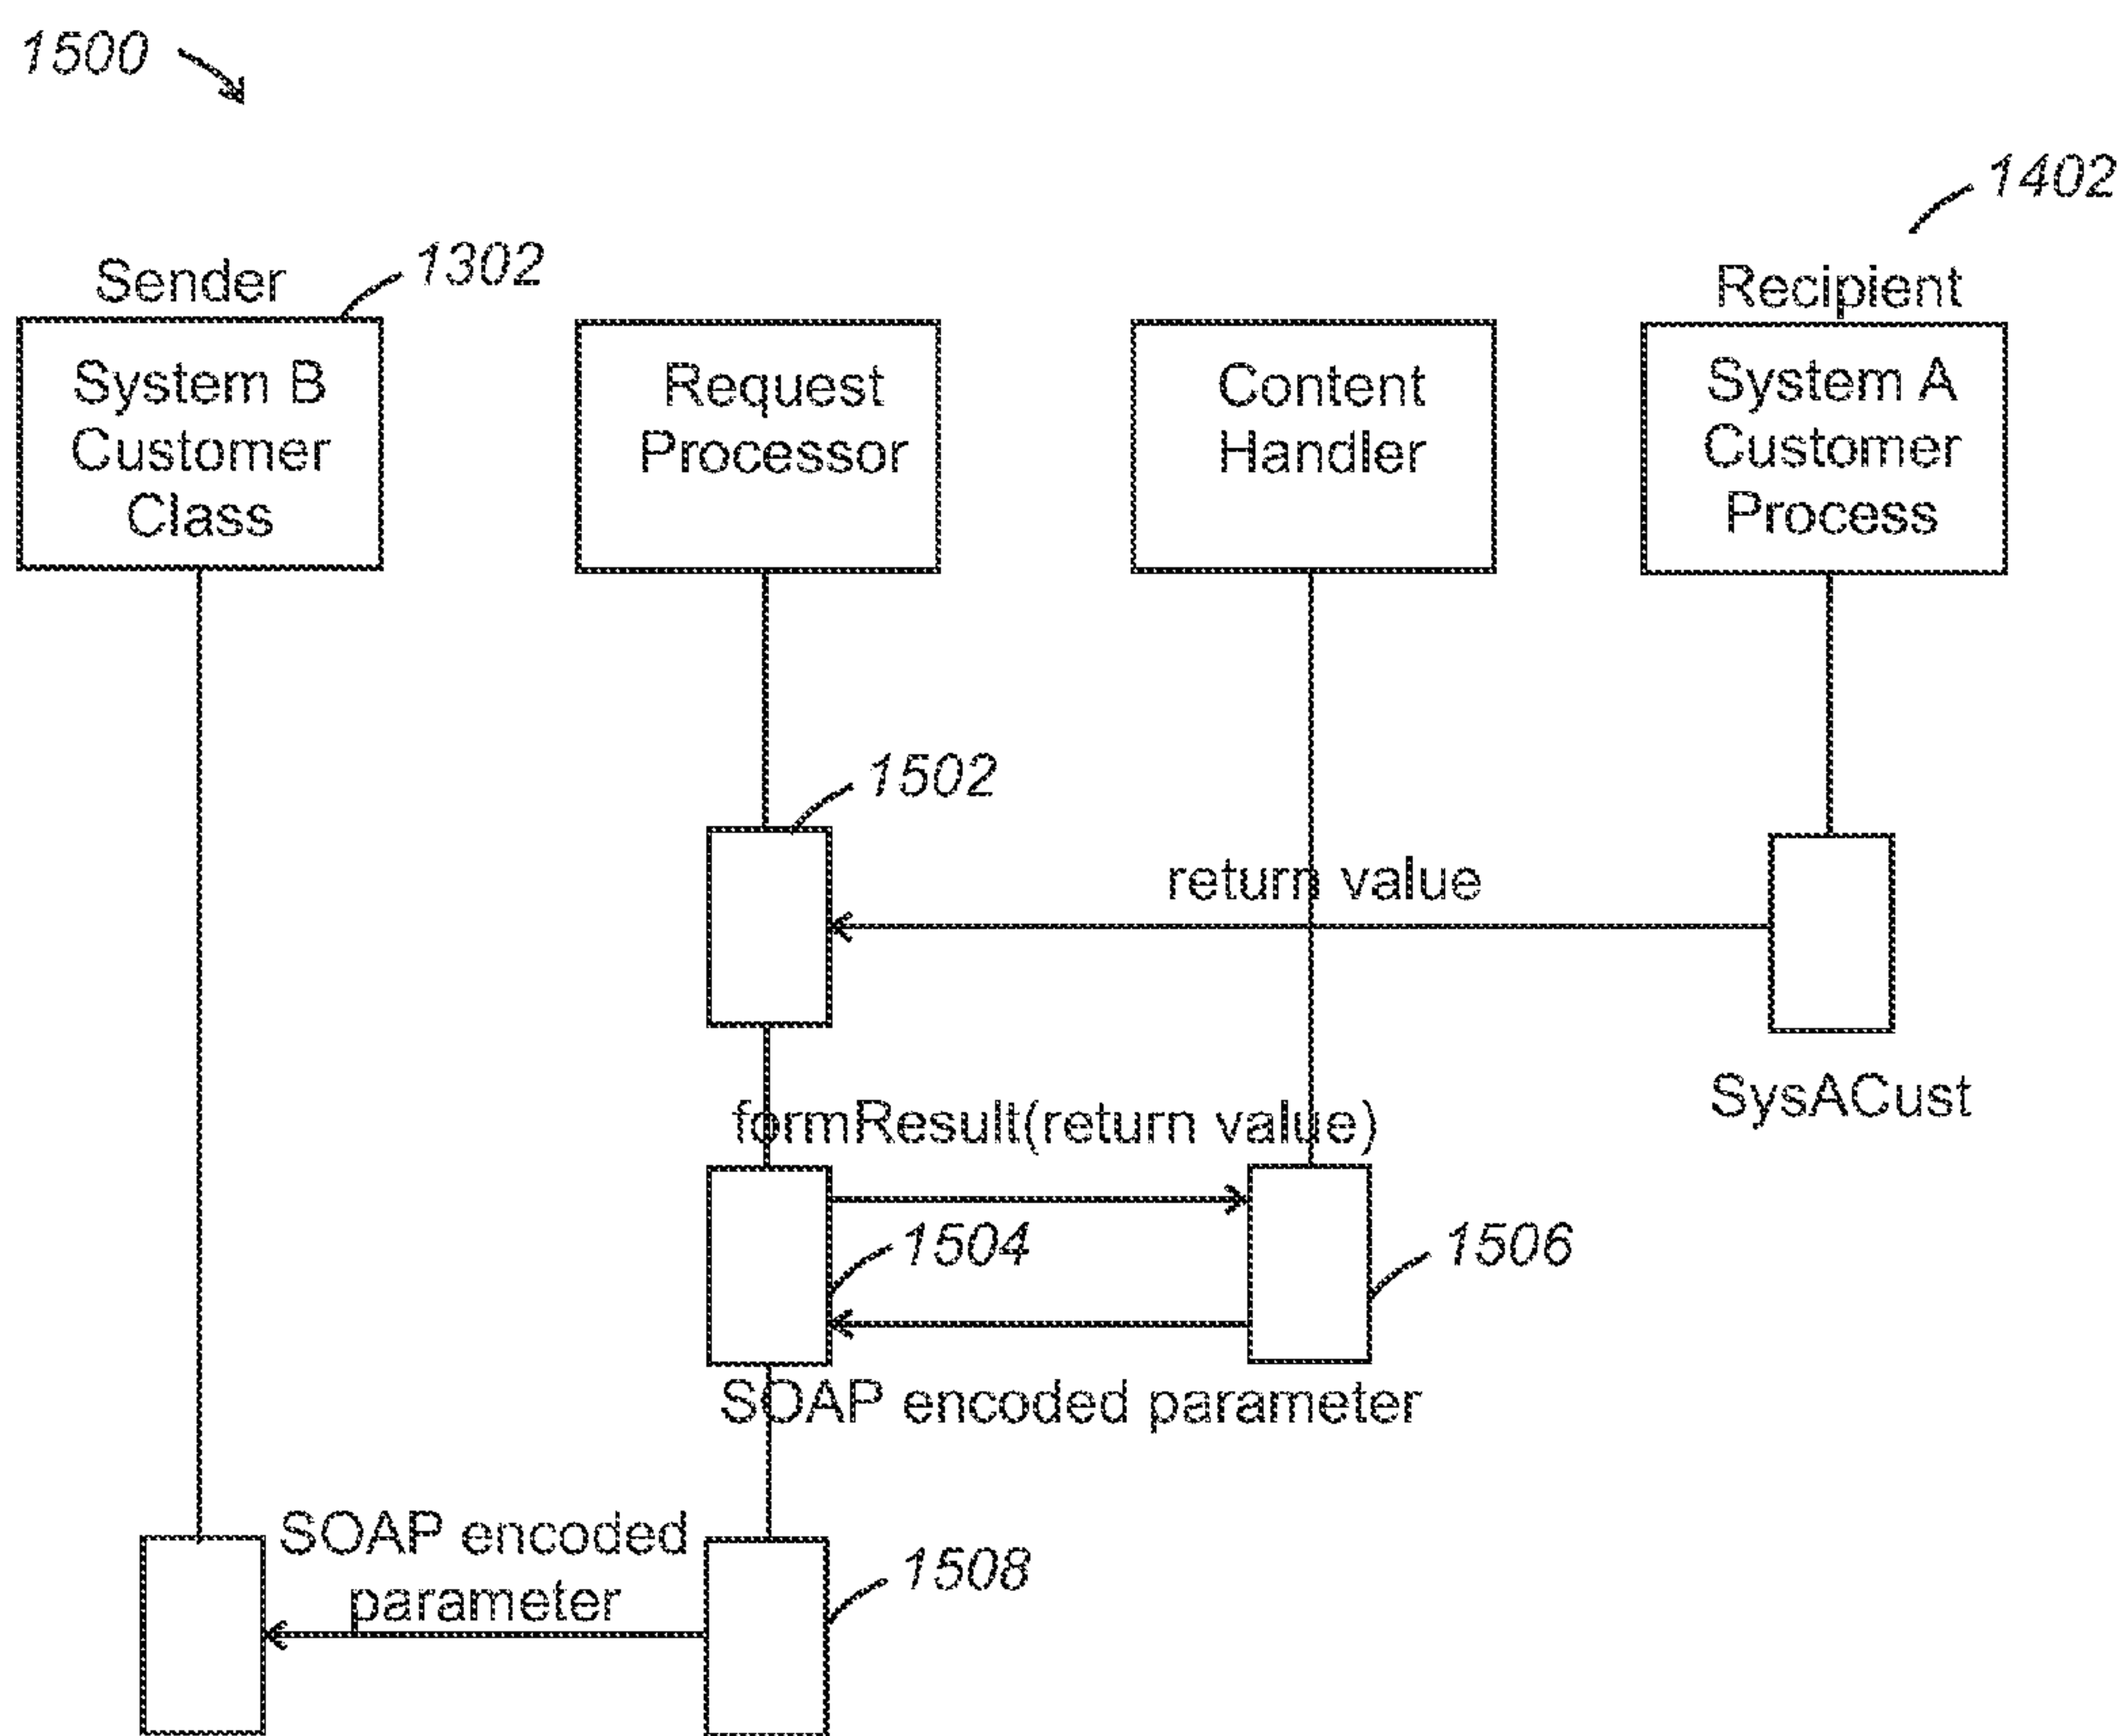 1500
1402
Sender
1302
Recipient
System B
Customer
Class
Request
Processor
Content
Handler
System A
Customer
Process
1502
return value
SysACust
formResult(return value)
1504
1506
SOAP encoded parameter
SOAP encoded
parameter
1508